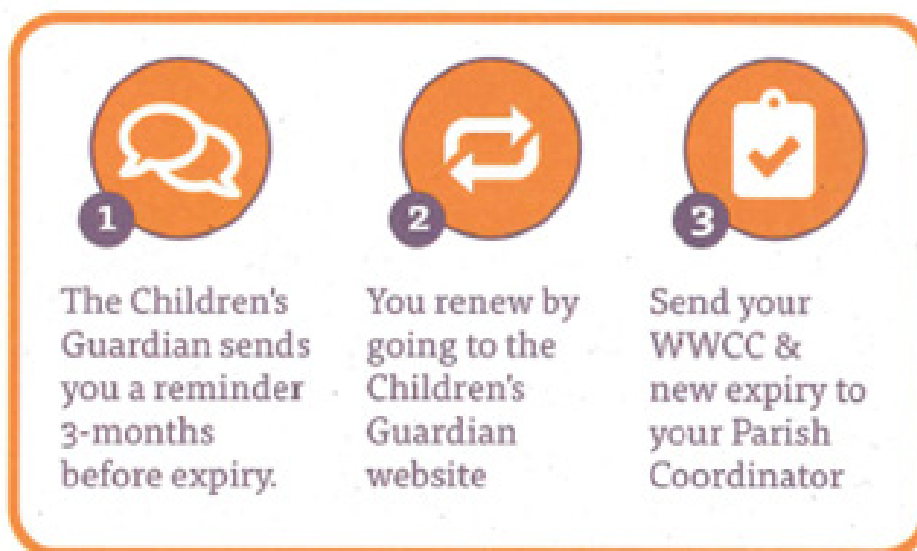 1
The Children's
Guardian sends
you a reminder
3-months
before expiry.
2
You renew by
going to the
Children's
Guardian
website
3
Send your
WWCC &
new expiry to
your Parish
Coordinator